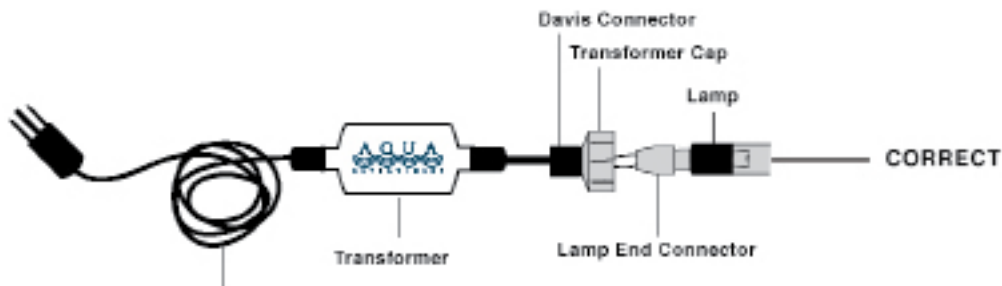 Davis Connector
Transformer Cap
Lamp
AQUA
CORRECT
Transformer
Lamp End Connector